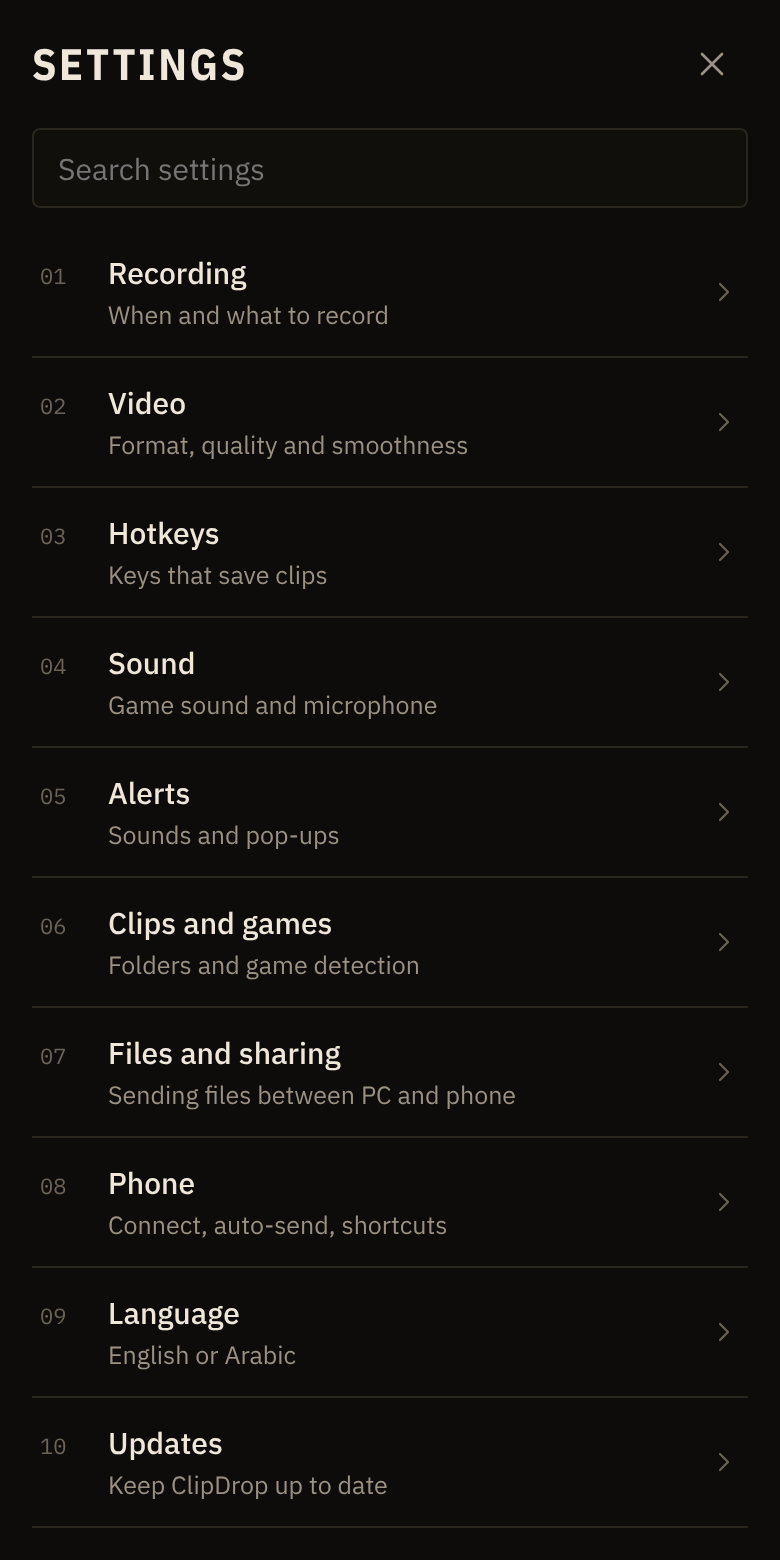 SETTINGS
Search settings
01 Recording
When and what to record
02 Video
Format, quality and smoothness
03 Hotkeys
Keys that save clips
04 Sound
Game sound and microphone
05 Alerts
Sounds and pop-ups
06 Clips and games
Folders and game detection
07 Files and sharing
Sending files between PC and phone
08 Phone
Connect, auto-send, shortcuts
09 Language
English or Arabic
10 Updates
Keep ClipDrop up to date